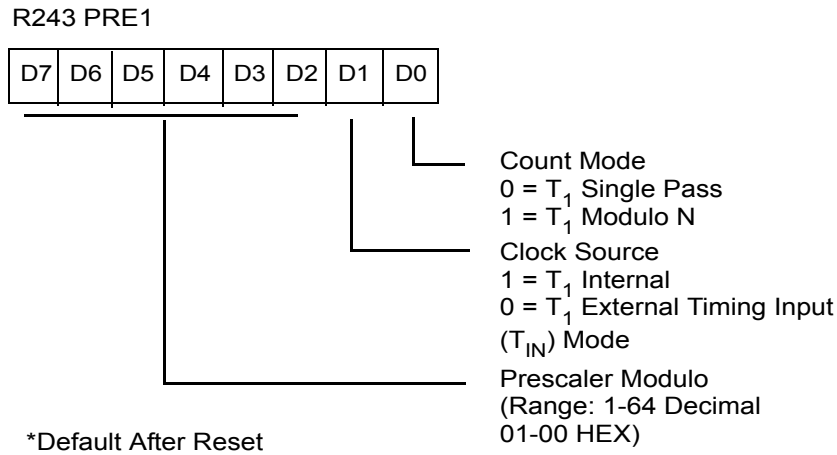 R243 PRE1
D7 D6 D5 D4 D3 D2 D1 D0
Count Mode
0 = T1 Single Pass
1 = T1 Modulo N
Clock Source
1 = T1 Internal
0 = T1 External Timing Input
(TIN) Mode
Prescaler Modulo
(Range: 1-64 Decimal
01-00 HEX)
*Default After Reset